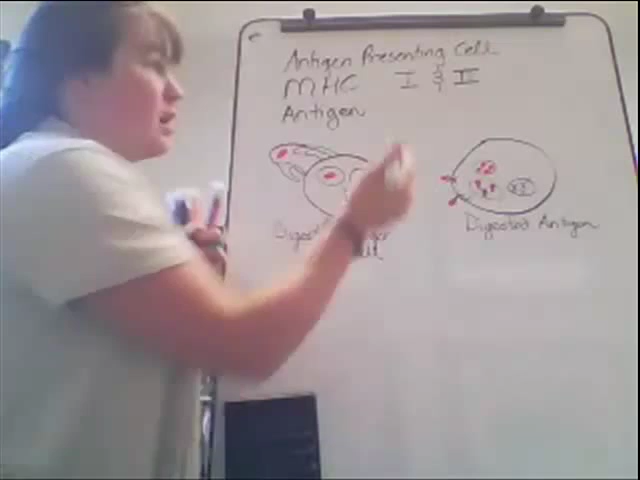 Antigen Presenting Cell
MHC I & II
Antigen
Digested Antigen